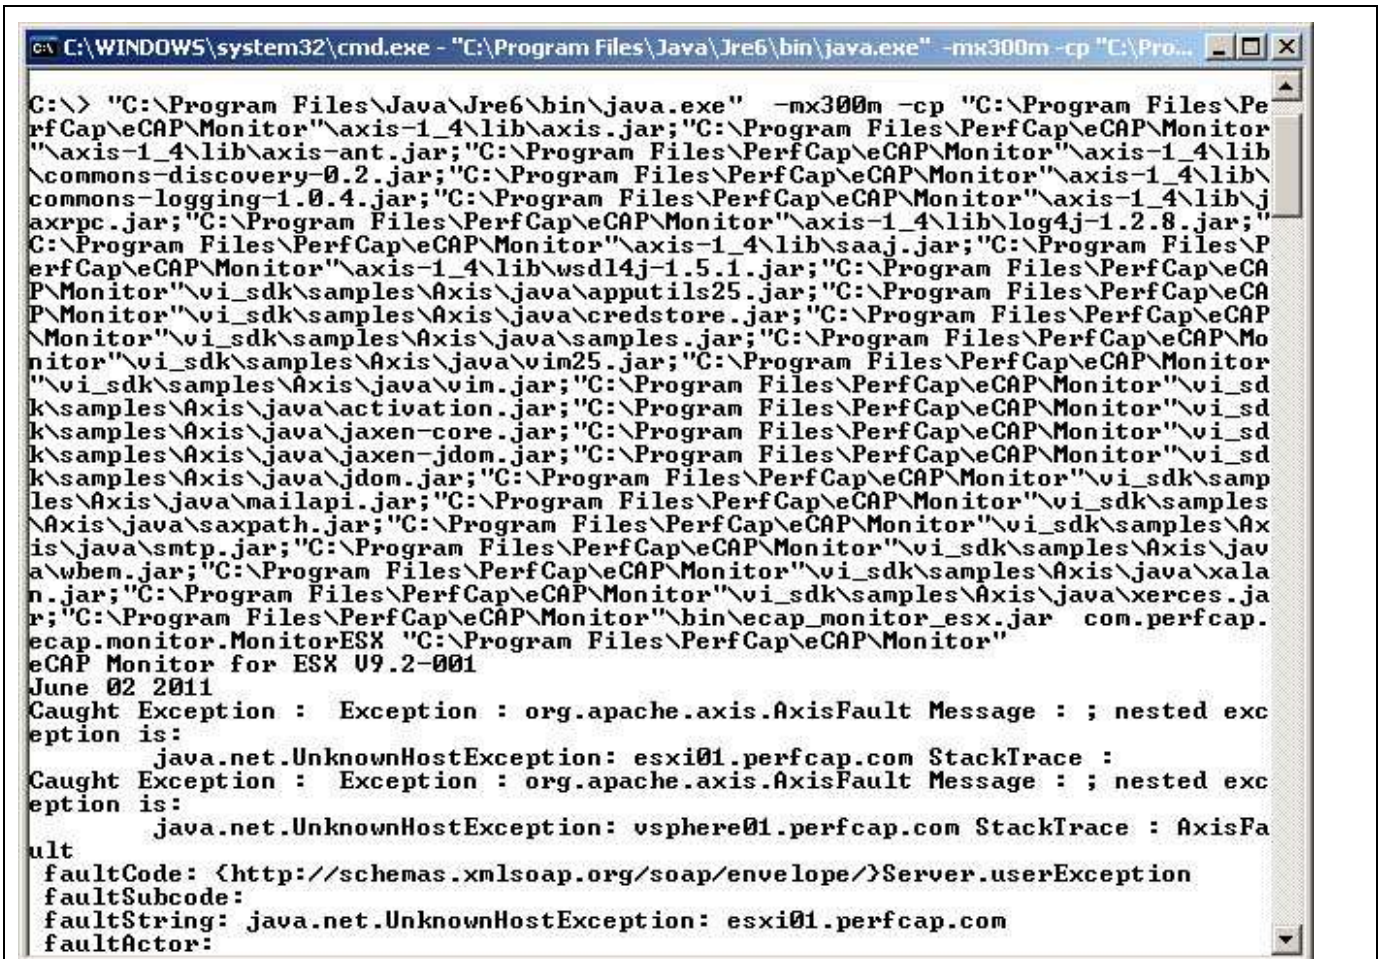 C:\WINDOWS\system32\cmd.exe - "C:\Program Files\Java\Jre6\bin\java.exe" -mx300m -cp "C:\Pro...
C:\> "C:\Program Files\Java\Jre6\bin\java.exe"  -mx300m -cp "C:\Program Files\Pe
rfCap\eCAP\Monitor"\axis-1_4\lib\axis.jar;"C:\Program Files\PerfCap\eCAP\Monitor
"\axis-1_4\lib\axis-ant.jar;"C:\Program Files\PerfCap\eCAP\Monitor"\axis-1_4\lib
\commons-discovery-0.2.jar;"C:\Program Files\PerfCap\eCAP\Monitor"\axis-1_4\lib\
commons-logging-1.0.4.jar;"C:\Program Files\PerfCap\eCAP\Monitor"\axis-1_4\lib\j
axrpc.jar;"C:\Program Files\PerfCap\eCAP\Monitor"\axis-1_4\lib\log4j-1.2.8.jar;"
C:\Program Files\PerfCap\eCAP\Monitor"\axis-1_4\lib\saaj.jar;"C:\Program Files\P
erfCap\eCAP\Monitor"\axis-1_4\lib\wsdl4j-1.5.1.jar;"C:\Program Files\PerfCap\eCA
P\Monitor"\vi_sdk\samples\Axis\java\apputils25.jar;"C:\Program Files\PerfCap\eCA
P\Monitor"\vi_sdk\samples\Axis\java\credstore.jar;"C:\Program Files\PerfCap\eCAP
\Monitor"\vi_sdk\samples\Axis\java\samples.jar;"C:\Program Files\PerfCap\eCAP\Mo
nitor"\vi_sdk\samples\Axis\java\vim25.jar;"C:\Program Files\PerfCap\eCAP\Monitor
"\vi_sdk\samples\Axis\java\vim.jar;"C:\Program Files\PerfCap\eCAP\Monitor"\vi_sd
k\samples\Axis\java\activation.jar;"C:\Program Files\PerfCap\eCAP\Monitor"\vi_sd
k\samples\Axis\java\jaxen-core.jar;"C:\Program Files\PerfCap\eCAP\Monitor"\vi_sd
k\samples\Axis\java\jaxen-jdom.jar;"C:\Program Files\PerfCap\eCAP\Monitor"\vi_sd
k\samples\Axis\java\jdom.jar;"C:\Program Files\PerfCap\eCAP\Monitor"\vi_sdk\samp
les\Axis\java\mailapi.jar;"C:\Program Files\PerfCap\eCAP\Monitor"\vi_sdk\samples
\Axis\java\saxpath.jar;"C:\Program Files\PerfCap\eCAP\Monitor"\vi_sdk\samples\Ax
is\java\smtp.jar;"C:\Program Files\PerfCap\eCAP\Monitor"\vi_sdk\samples\Axis\jav
a\wbem.jar;"C:\Program Files\PerfCap\eCAP\Monitor"\vi_sdk\samples\Axis\java\xala
n.jar;"C:\Program Files\PerfCap\eCAP\Monitor"\vi_sdk\samples\Axis\java\xerces.ja
r;"C:\Program Files\PerfCap\eCAP\Monitor"\bin\ecap_monitor_esx.jar  com.perfcap.
ecap.monitor.MonitorESX "C:\Program Files\PerfCap\eCAP\Monitor"
eCAP Monitor for ESX V9.2-001
June 02 2011
Caught Exception :  Exception : org.apache.axis.AxisFault Message : ; nested exc
eption is:
java.net.UnknownHostException: esxi01.perfcap.com StackTrace :
Caught Exception :  Exception : org.apache.axis.AxisFault Message : ; nested exc
eption is:
java.net.UnknownHostException: vsphere01.perfcap.com StackTrace : AxisFa
ult
faultCode: {http://schemas.xmlsoap.org/soap/envelope/}Server.userException
faultSubcode:
faultString: java.net.UnknownHostException: esxi01.perfcap.com
faultActor: